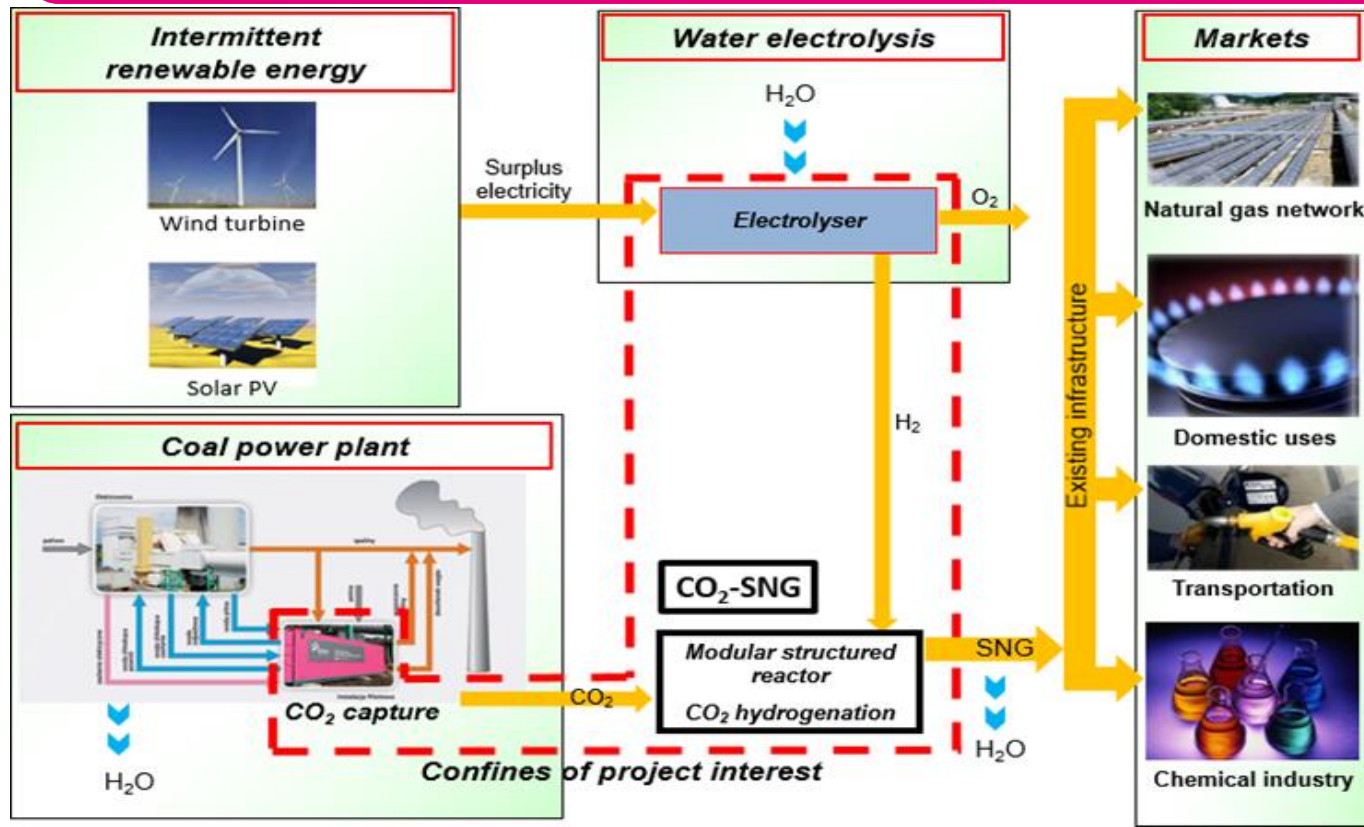 Intermittent
renewable energy
Wind turbine
Solar PV
Surplus
electricity
Water electrolysis
H₂O
Electrolyser
O₂
H₂
Coal power plant
CO₂ capture
H₂O
CO₂
CO₂-SNG
Modular structured
reactor
CO₂ hydrogenation
SNG
H₂O
Confines of project interest
Existing infrastructure
Markets
Natural gas network
Domestic uses
Transportation
Chemical industry